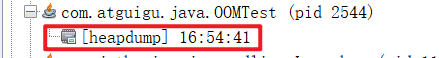 com.atguigu.java.OOMTest (pid 2544)
[heapdump] 16:54:41